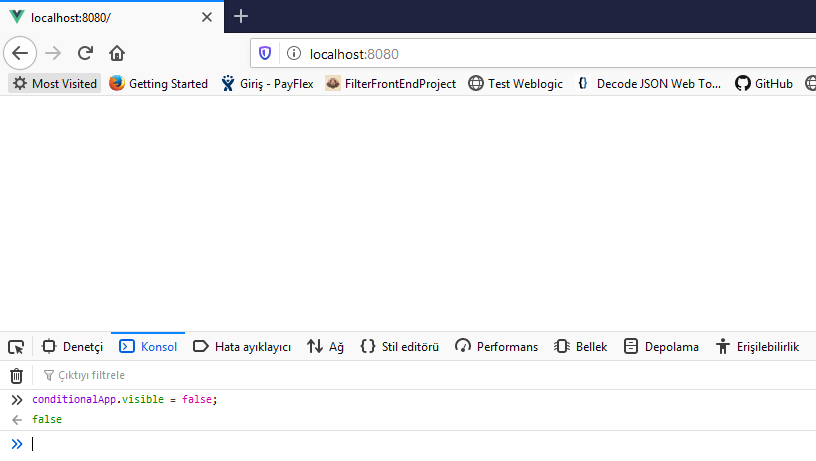 localhost:8080/
localhost:8080
Most Visited Getting Started Giriş - PayFlex FilterFrontEndProject Test Weblogic Decode JSON Web To... GitHub
Denetçi Konsol Hata ayıklayıcı Ağ Stil editörü Performans Bellek Depolama Erişilebilirlik
Çıktıyı filtrele
conditionalApp.visible = false;
false